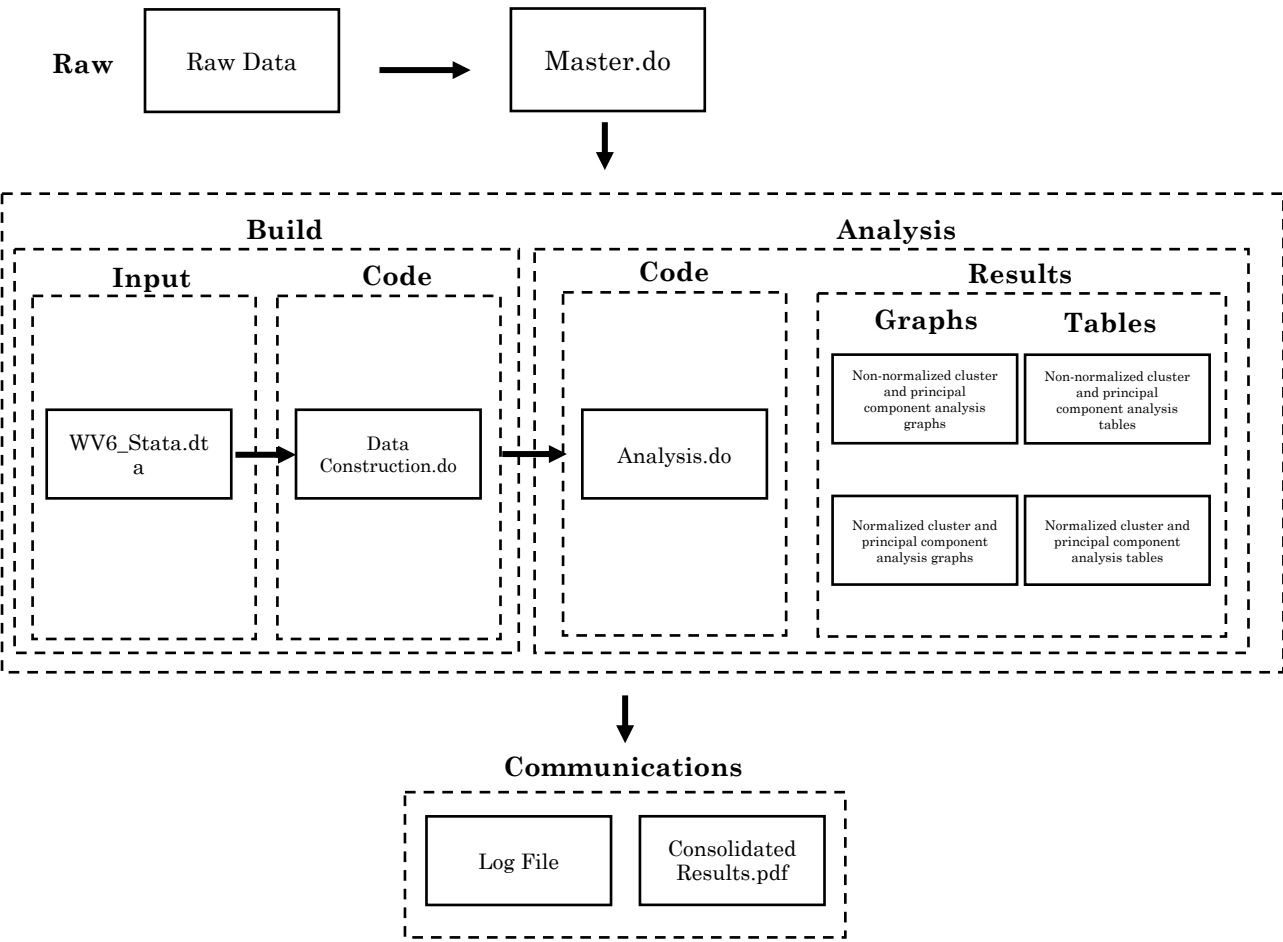 Raw
Raw Data
Master.do
Build
Analysis
Input
Code
Code
Results
Graphs
Tables
WV6_Stata.dt
a
Data
Construction.do
Analysis.do
Non-normalized cluster
and principal
component analysis
graphs
Non-normalized cluster
and principal
component analysis
tables
Normalized cluster and
principal component
analysis graphs
Normalized cluster and
principal component
analysis tables
Communications
Log File
Consolidated
Results.pdf